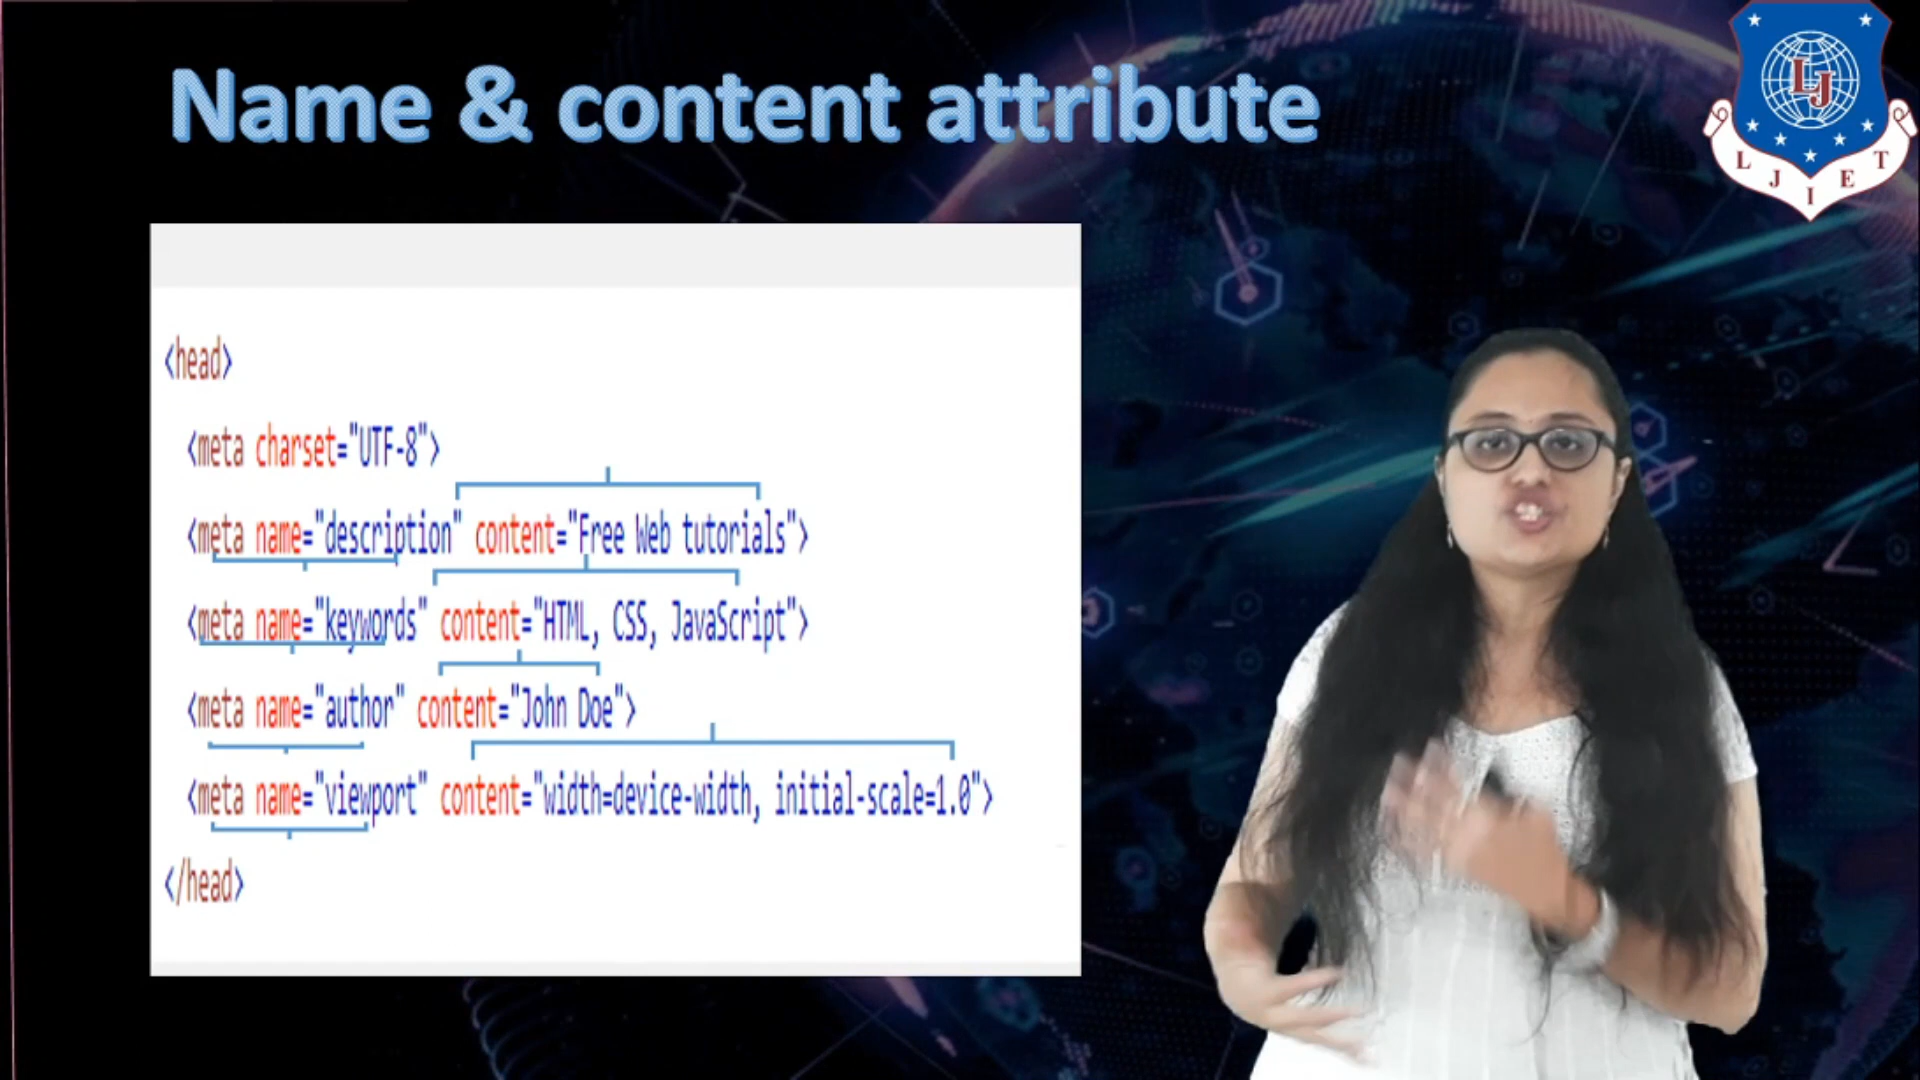 Name & content attribute
LJ
L J I E T
<head>
<meta charset="UTF-8">
<meta name="description" content="Free Web tutorials">
<meta name="keywords" content="HTML, CSS, JavaScript">
<meta name="author" content="John Doe">
<meta name="viewport" content="width=device-width, initial-scale=1.0">
</head>